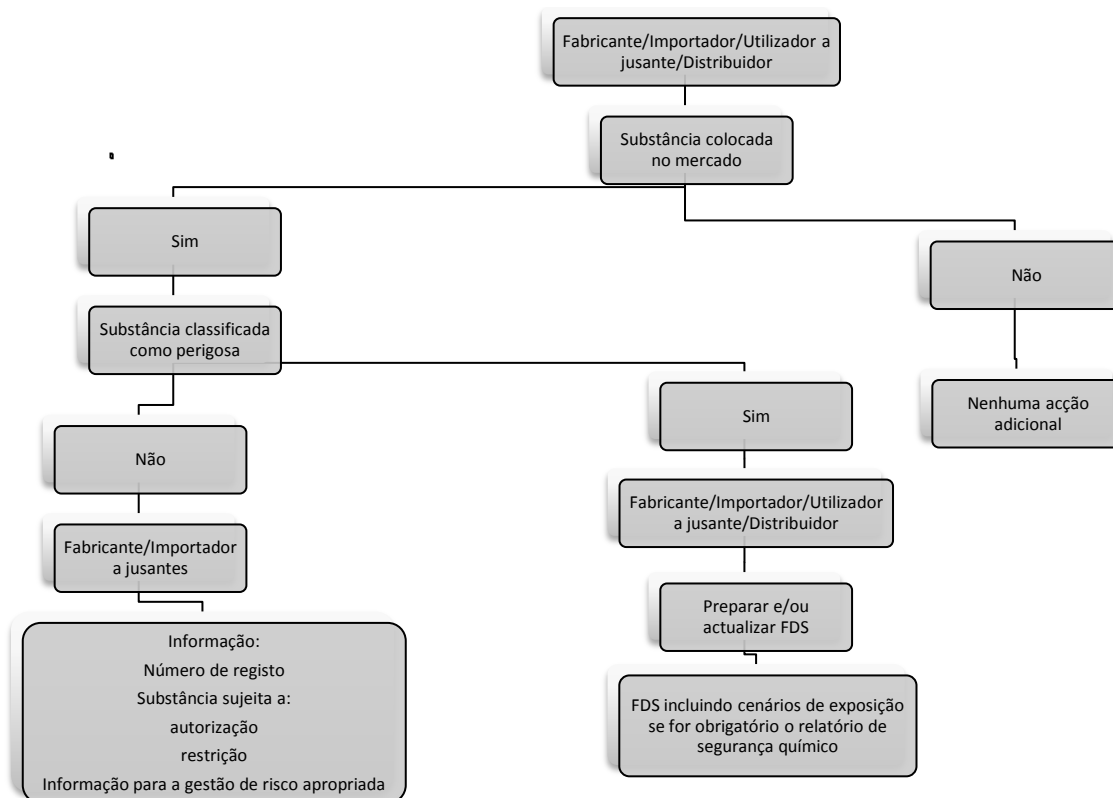 Fabricante/Importador/Utilizador a
jusante/Distribuidor
Substância colocada
no mercado
Sim
Não
Substância classificada
como perigosa
Nenhuma acção
adicional
Sim
Não
Fabricante/Importador/Utilizador
a jusante/Distribuidor
Fabricante/Importador
a jusantes
Preparar e/ou
actualizar FDS
Informação:
Número de registo
Substância sujeita a:
autorização
restrição
Informação para a gestão de risco apropriada
FDS incluindo cenários de exposição
se for obrigatório o relatório de
segurança químico